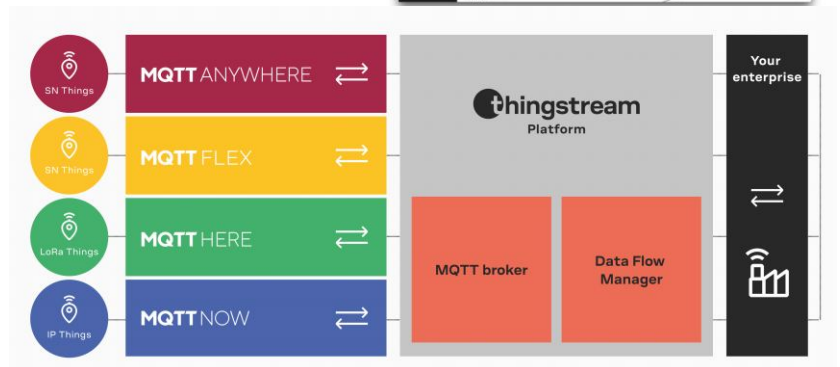 SN Things
MQTT ANYWHERE
SN Things
MQTT FLEX
LoRa Things
MQTT HERE
IP Things
MQTT NOW
thingstream
Platform
MQTT broker
Data Flow
Manager
Your
enterprise